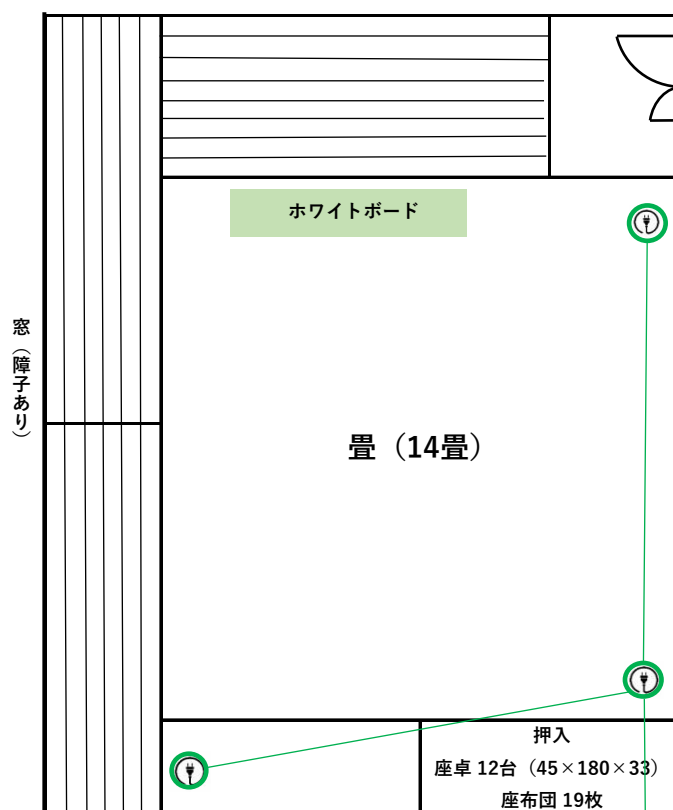 ホワイトボード
窓（障子あり）
畳（14畳）
押入
座卓 12台（45×180×33）
座布団 19枚